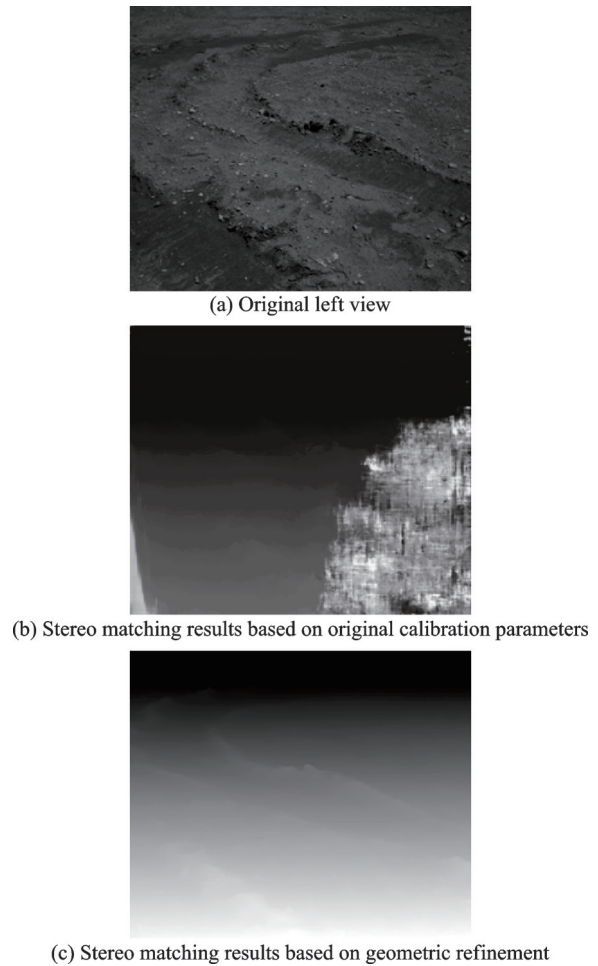 (a) Original left view
(b) Stereo matching results based on original calibration parameters
(c) Stereo matching results based on geometric refinement